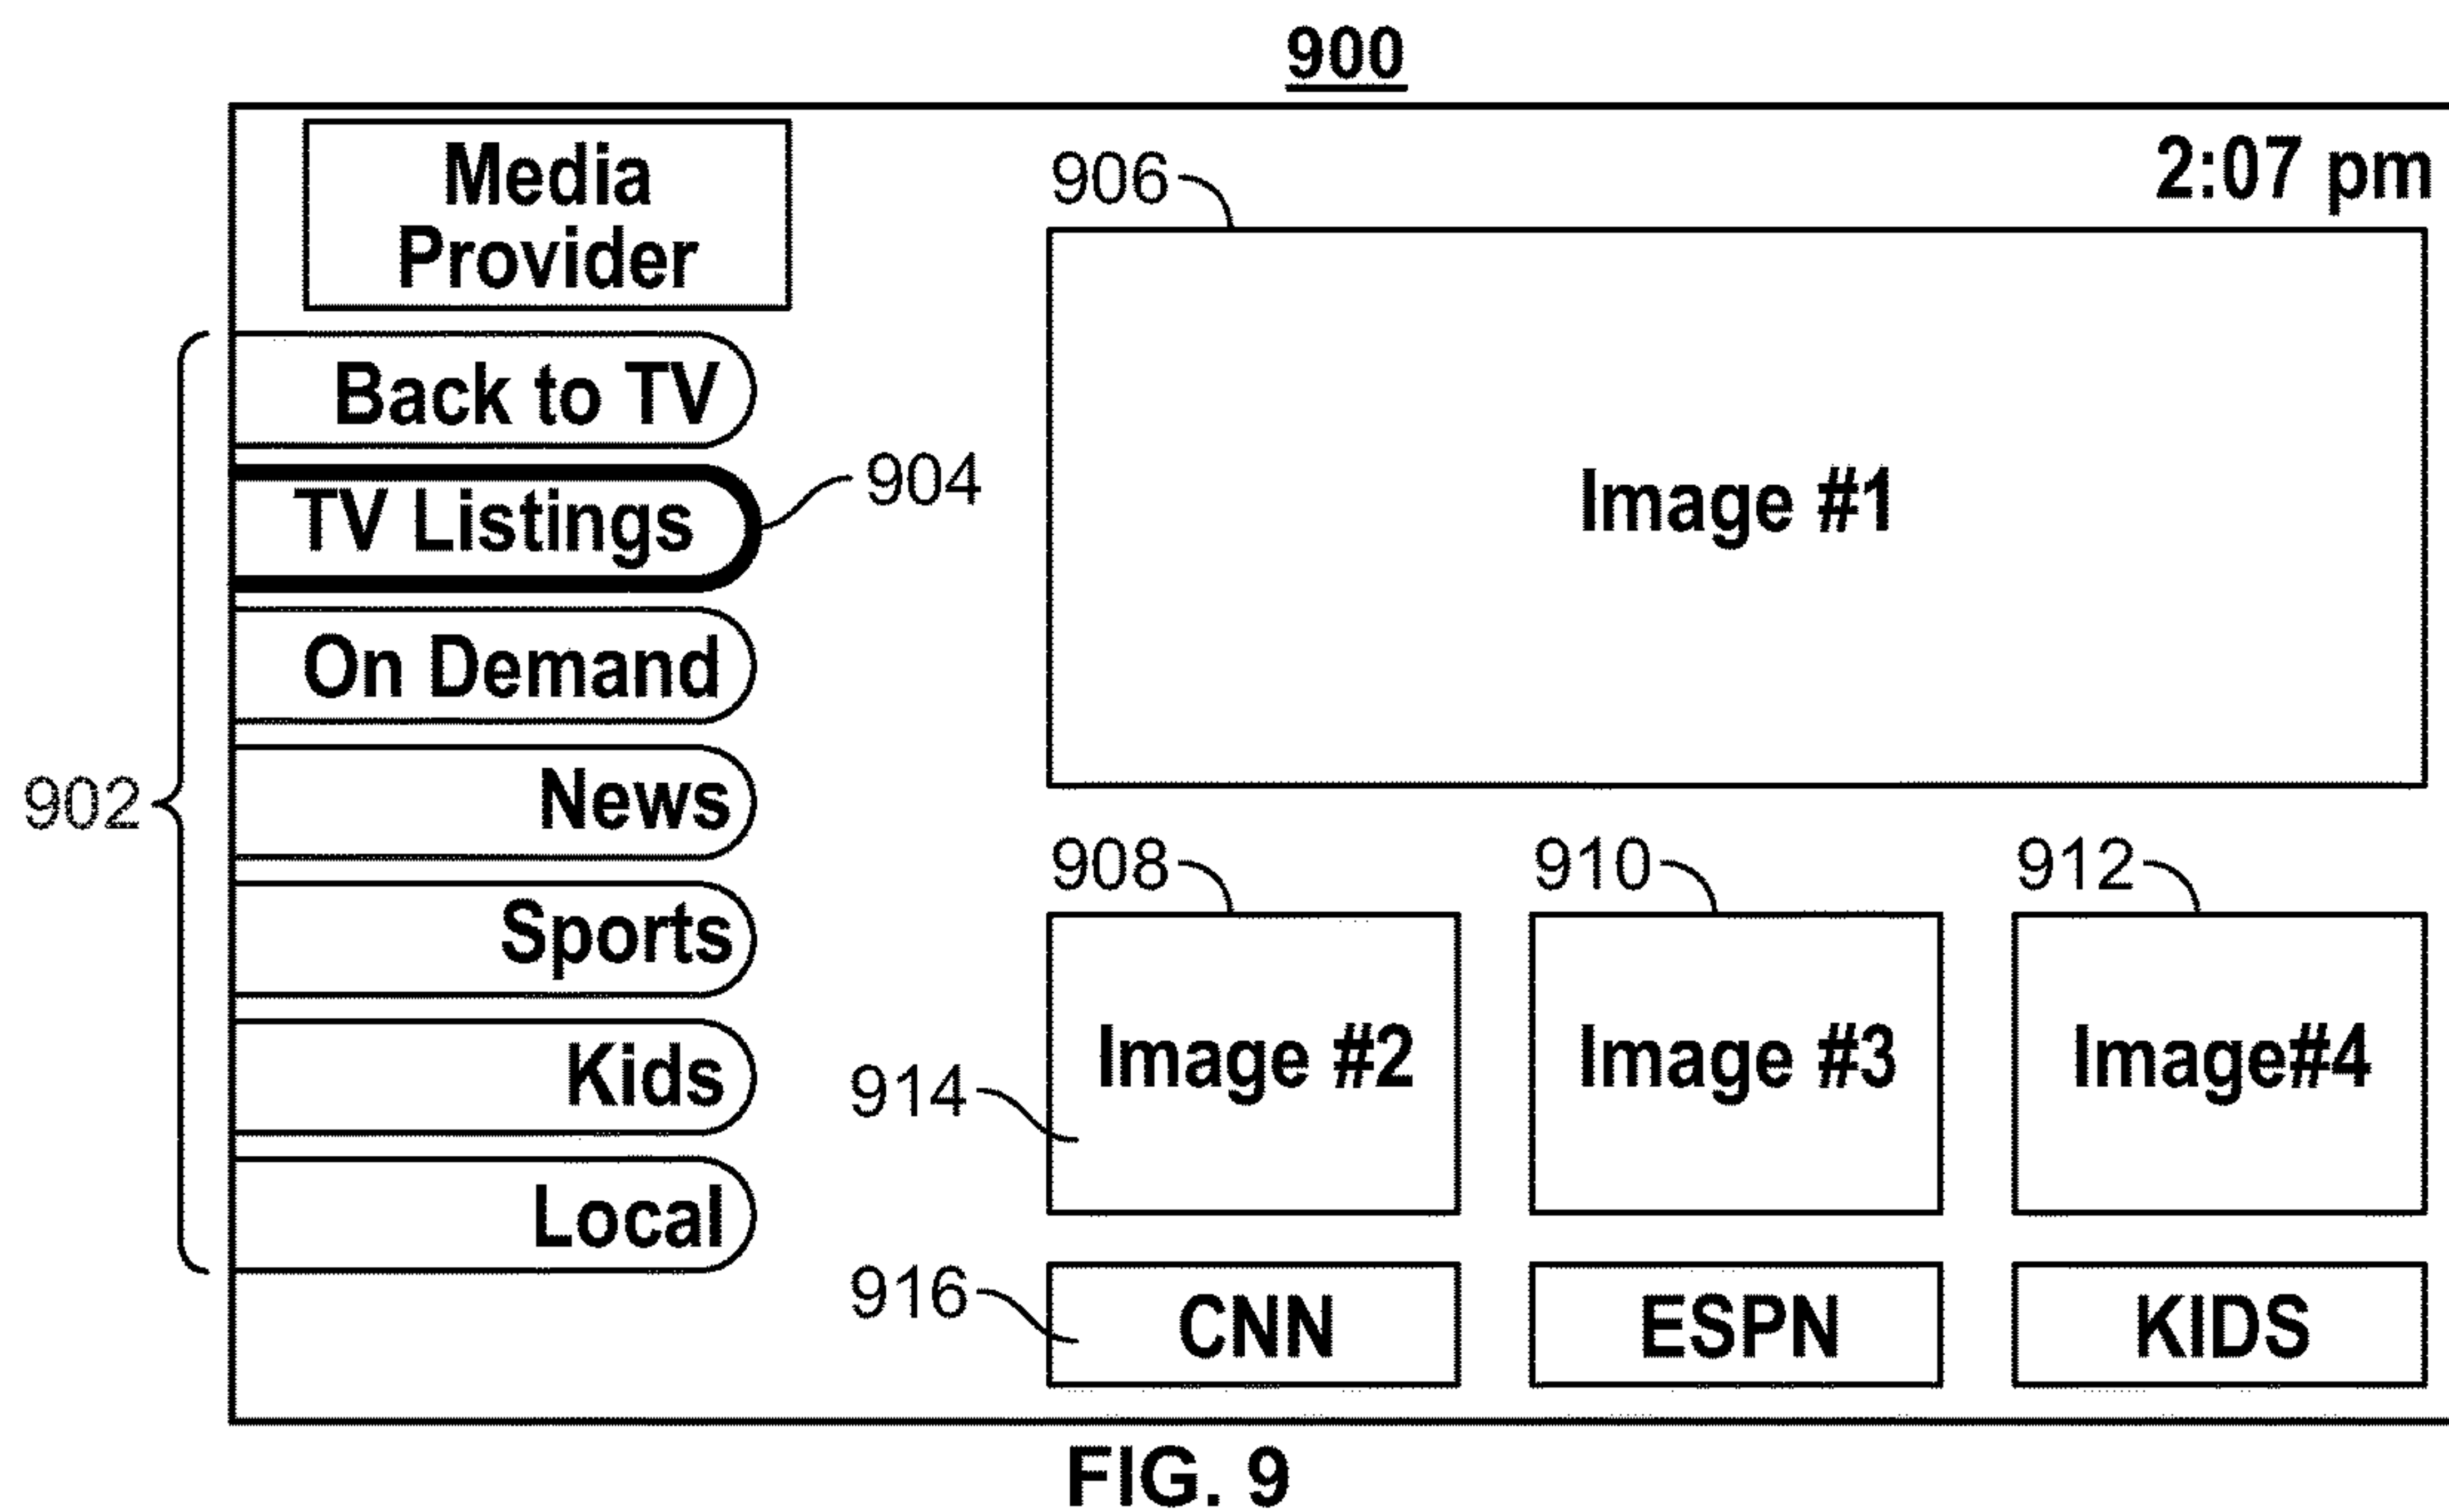 900
Media
Provider
2:07 pm
906
Back to TV
TV Listings
904
Image #1
On Demand
News
902
908
910
912
Sports
Image #2
Image #3
Image#4
Kids
914
Local
916
CNN
ESPN
KIDS
FIG. 9